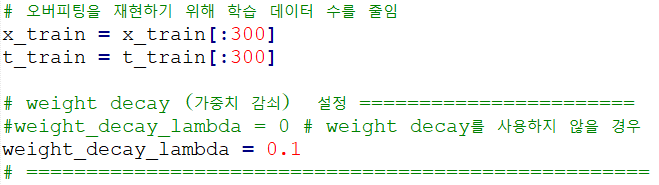 # 오버피팅을 재현하기 위해 학습 데이터 수를 줄임
x_train = x_train[:300]
t_train = t_train[:300]
# weight decay (가중치 감쇠) 설정 =======================
#weight_decay_lambda = 0 # weight decay를 사용하지 않을 경우
weight_decay_lambda = 0.1
# ====================================================